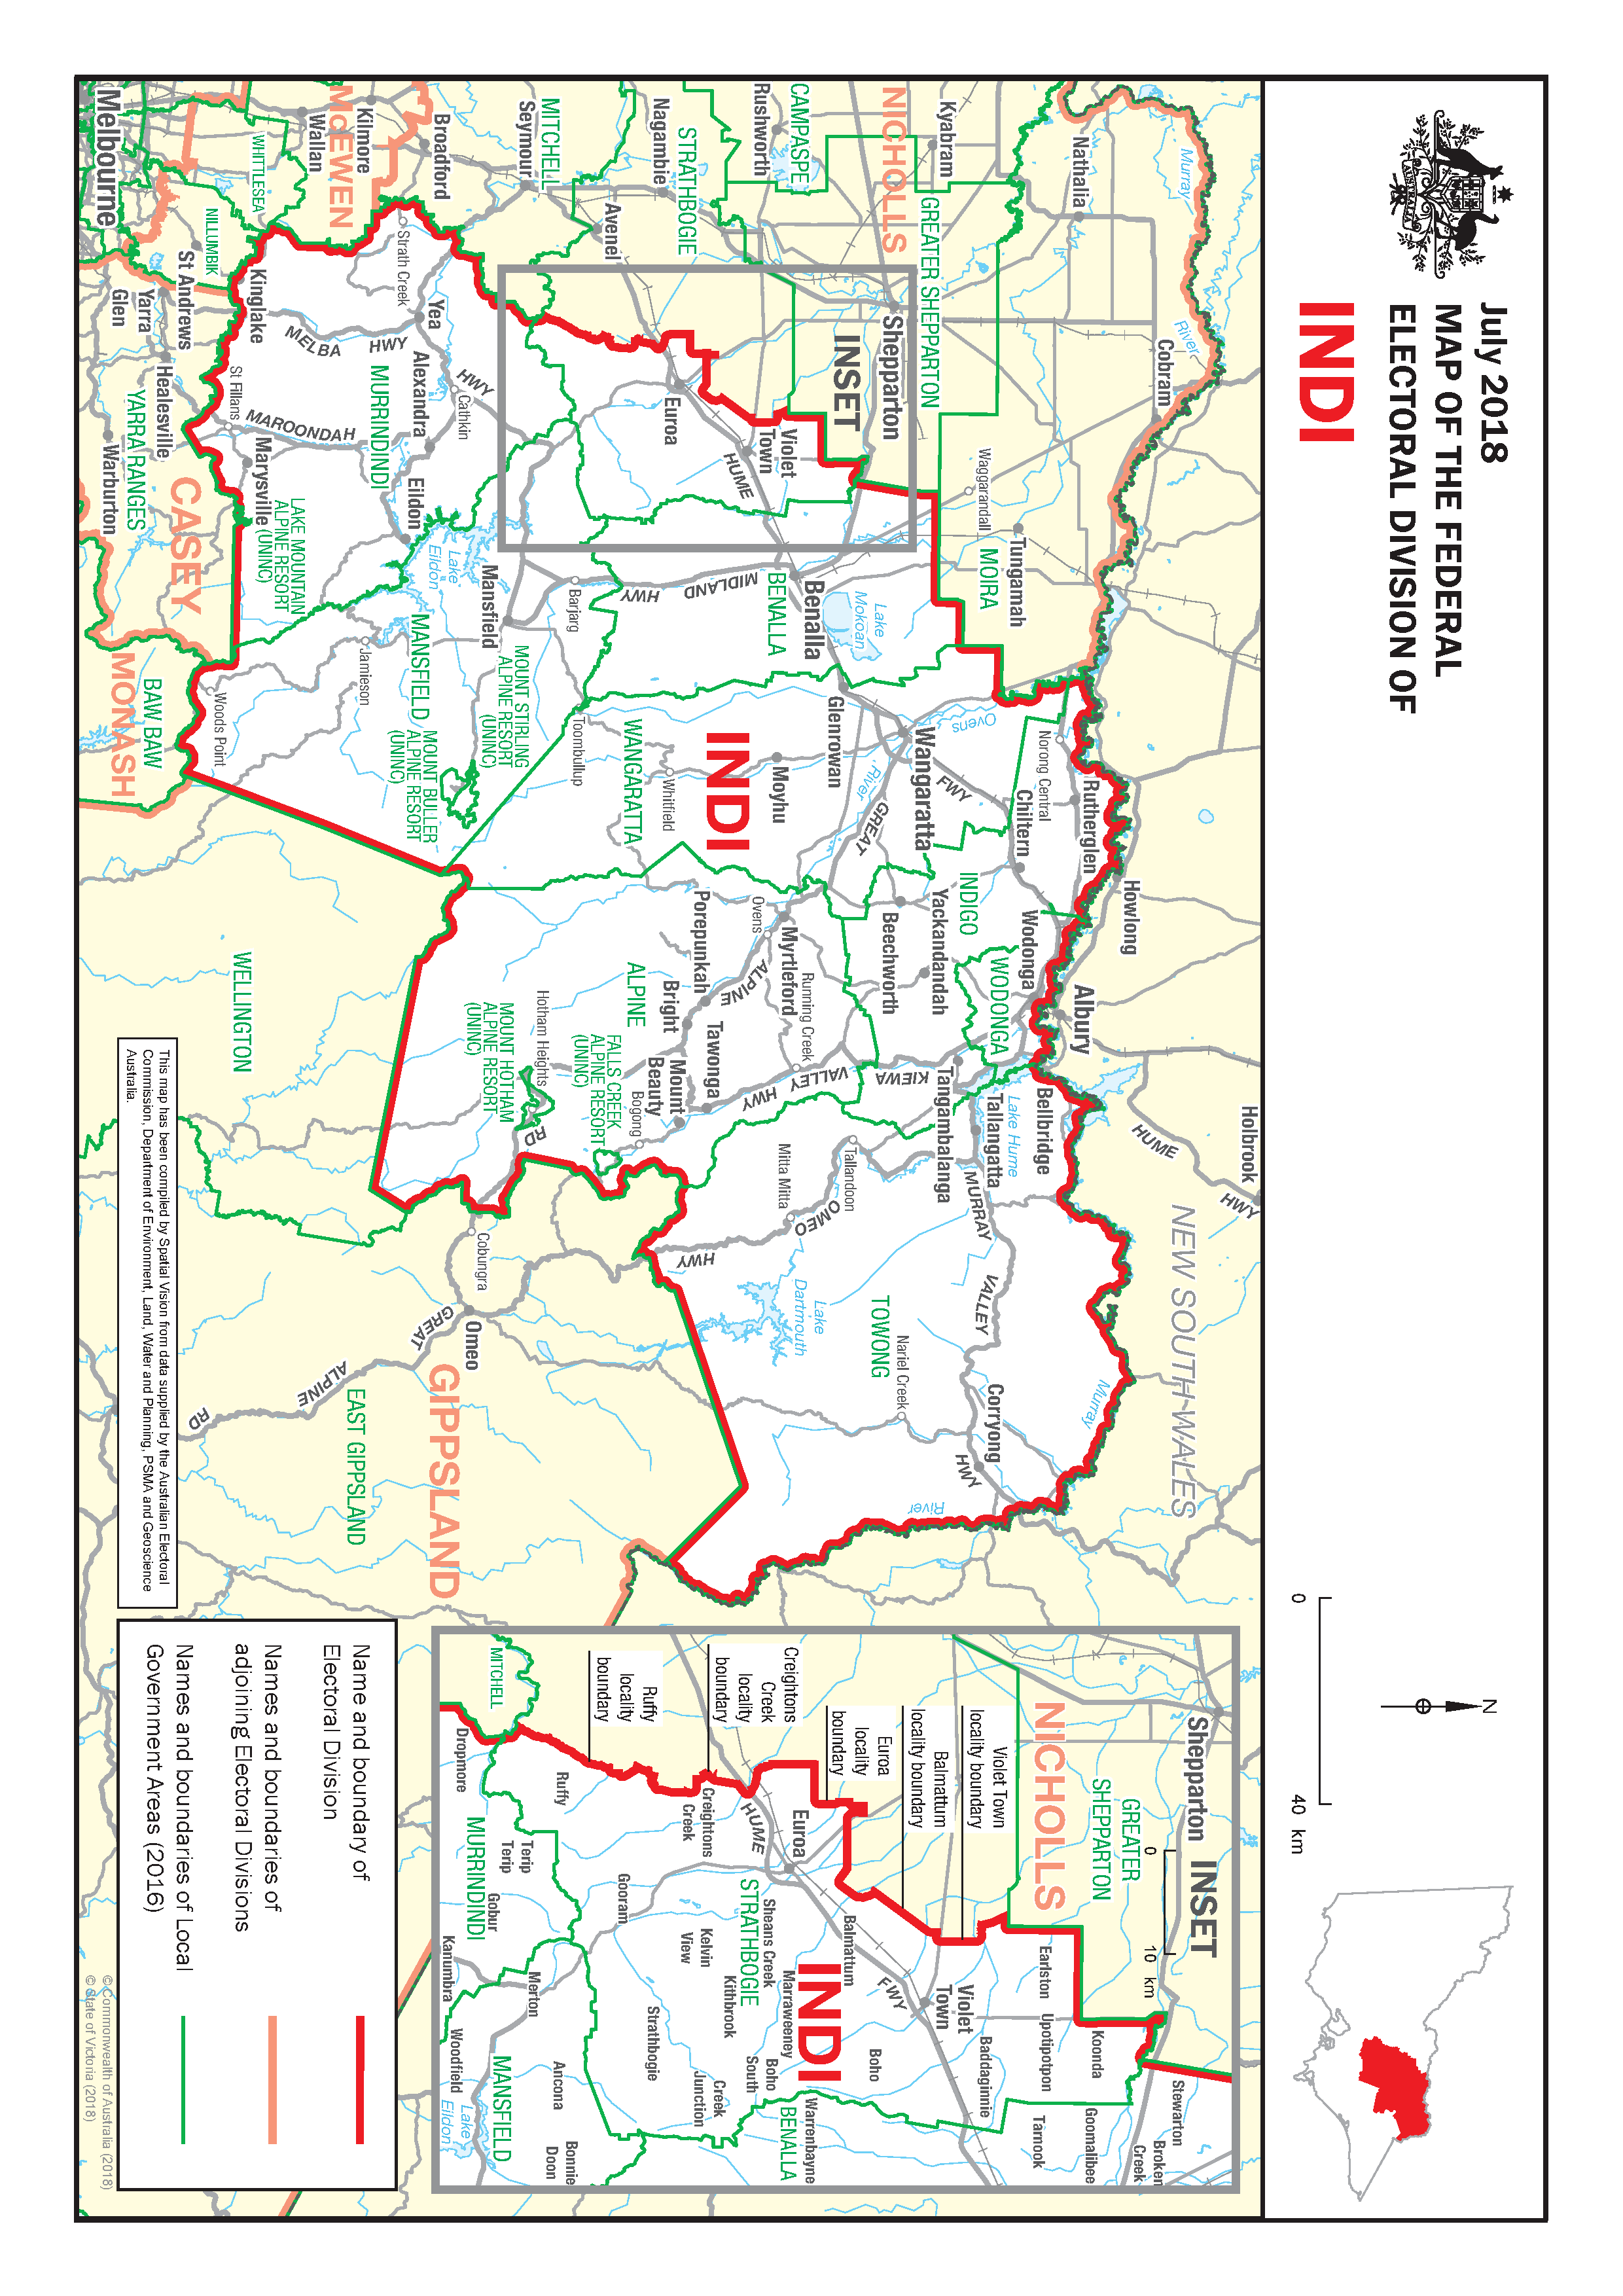 July 2018
MAP OF THE FEDERAL
ELECTORAL DIVISION OF
INDI
0
40 km
N
NEW SOUTH WALES
Holbrook
HUME
HWY
Murray
River
Nathalia
Cobram
Howlong
Albury
Kyabram
Waggarandall
Tungamah
MOIRA
Norong Central
Rutherglen
Chiltern
Wodonga
WODONGA
Bellbridge
Lake Hume
Tallangatta
Tangambalanga
MURRAY
VALLEY
HWY
Corryong
Murray
River
NICHOLLS
GREATER SHEPPARTON
Shepparton
INSET
CAMPASPE
Rushworth
STRATHBOGIE
Nagambie
Avenel
MITCHELL
Seymour
Euroa
Violet
Town
HUME
BENALLA
Benalla
Lake
Mokoan
MIDLAND
HWY
Glenrowan
Wangaratta
Ovens
River
FWY
GREAT
INDIGO
Yackandandah
Beechworth
KIEWA
VALLEY
HWY
Running Creek
Myrtleford
Ovens
ALPINE
Porepunkah
Bright
Tawonga
Mount
Beauty
Bogong
ALPINE
FALLS CREEK
ALPINE RESORT
(UNINC)
Hotham Heights
MOUNT HOTHAM
ALPINE RESORT
(UNINC)
RD
Tallandoon
Mitta Mitta
OMEO
HWY
Lake
Dartmouth
TOWONG
Nariel Creek
INDI
Moyhu
Whitfield
WANGARATTA
Toombullup
Barjarg
MOUNT STIRLING
ALPINE RESORT
(UNINC)
Mansfield
MANSFIELD
MOUNT BULLER
ALPINE RESORT
(UNINC)
Jamieson
Woods Point
Lake
Eildon
Eildon
Alexandra
Cathkin
HWY
Yea
MURRINDINDI
MELBA
HWY
MAROONDAH
Strath Creek
Kinglake
St Fillans
Marysville
LAKE MOUNTAIN
ALPINE RESORT
(UNINC)
Broadford
Kilmore
McEWEN
Wallan
WHITTLESEA
NILLUMBIK
St Andrews
Yarra
Glen
Healesville
YARRA RANGES
Warburton
CASEY
Melbourne
MONASH
BAW BAW
WELLINGTON
Cobungra
Omeo
GREAT
ALPINE
RD
GIPPSLAND
EAST GIPPSLAND
Shepparton
INSET
0
10 km
GREATER
SHEPPARTON
NICHOLLS
Violet Town
locality boundary
Balmattum
locality boundary
Euroa
locality
boundary
Creightons
Creek
locality
boundary
Ruffy
locality
boundary
MITCHELL
Stewarton
Broken
Creek
Koonda
Goomalibee
Earlston
Upotipotpon
Tarnook
Violet
Town
Baddaginnie
FWY
Boho
Balmattum
INDI
Euroa
HUME
Marraweeney
Sheans Creek
Boho
South
Warrenbayne
BENALLA
STRATHBOGIE
Kithbrook
Kelvin
View
Creek
Junction
Creightons
Creek
Gooram
Strathbogie
Ruffy
Terip
Terip
Dropmore
MURRINDINDI
Gobur
Merton
Ancona
Bonnie
Doon
Kanumbra
Woodfield
MANSFIELD
Lake
Eildon
This map has been compiled by Spatial Vision from data supplied by the Australian Electoral
Commission, Department of Environment, Land, Water and Planning, PSMA and Geoscience
Australia.
Name and boundary of
Electoral Division
Names and boundaries of
adjoining Electoral Divisions
Names and boundaries of Local
Government Areas (2016)
© Commonwealth of Australia (2018)
© State of Victoria (2018)